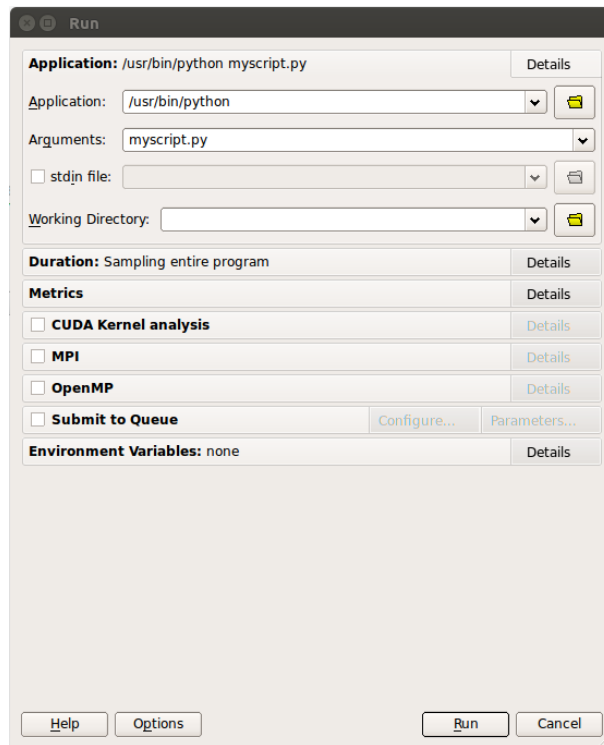 Run
Application: /usr/bin/python myscript.py Details
Application: /usr/bin/python
Arguments: myscript.py
stdin file:
Working Directory:
Duration: Sampling entire program Details
Metrics Details
CUDA Kernel analysis Details
MPI Details
OpenMP Details
Submit to Queue Configure... Parameters...
Environment Variables: none Details
Help Options Run Cancel